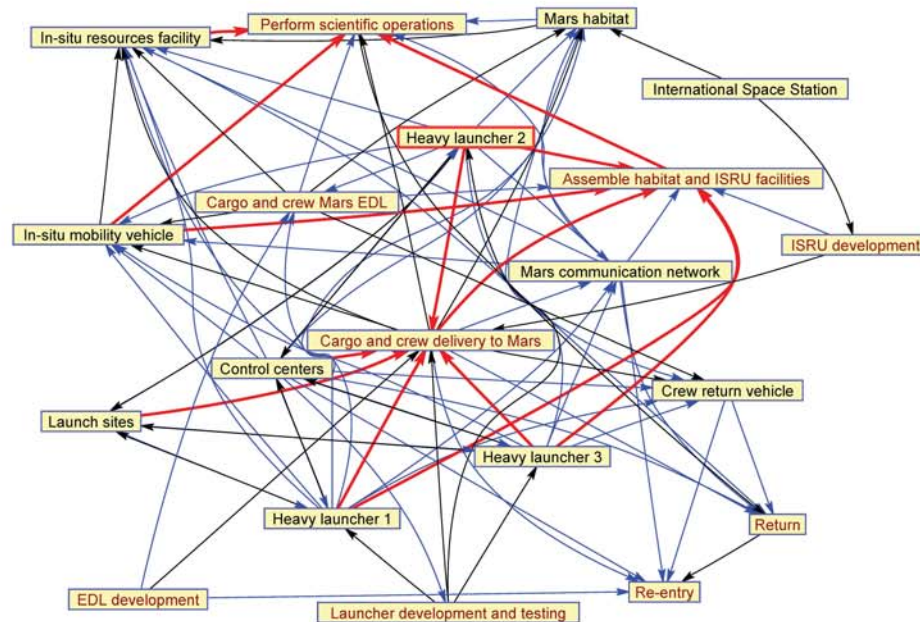 Perform scientific operations
Mars habitat
In-situ resources facility
International Space Station
Heavy launcher 2
Assemble habitat and ISRU facilities
Cargo and crew Mars EDL
In-situ mobility vehicle
ISRU development
Mars communication network
Cargo and crew delivery to Mars
Control centers
Crew return vehicle
Launch sites
Heavy launcher 3
Heavy launcher 1
Return
EDL development
Re-entry
Launcher development and testing